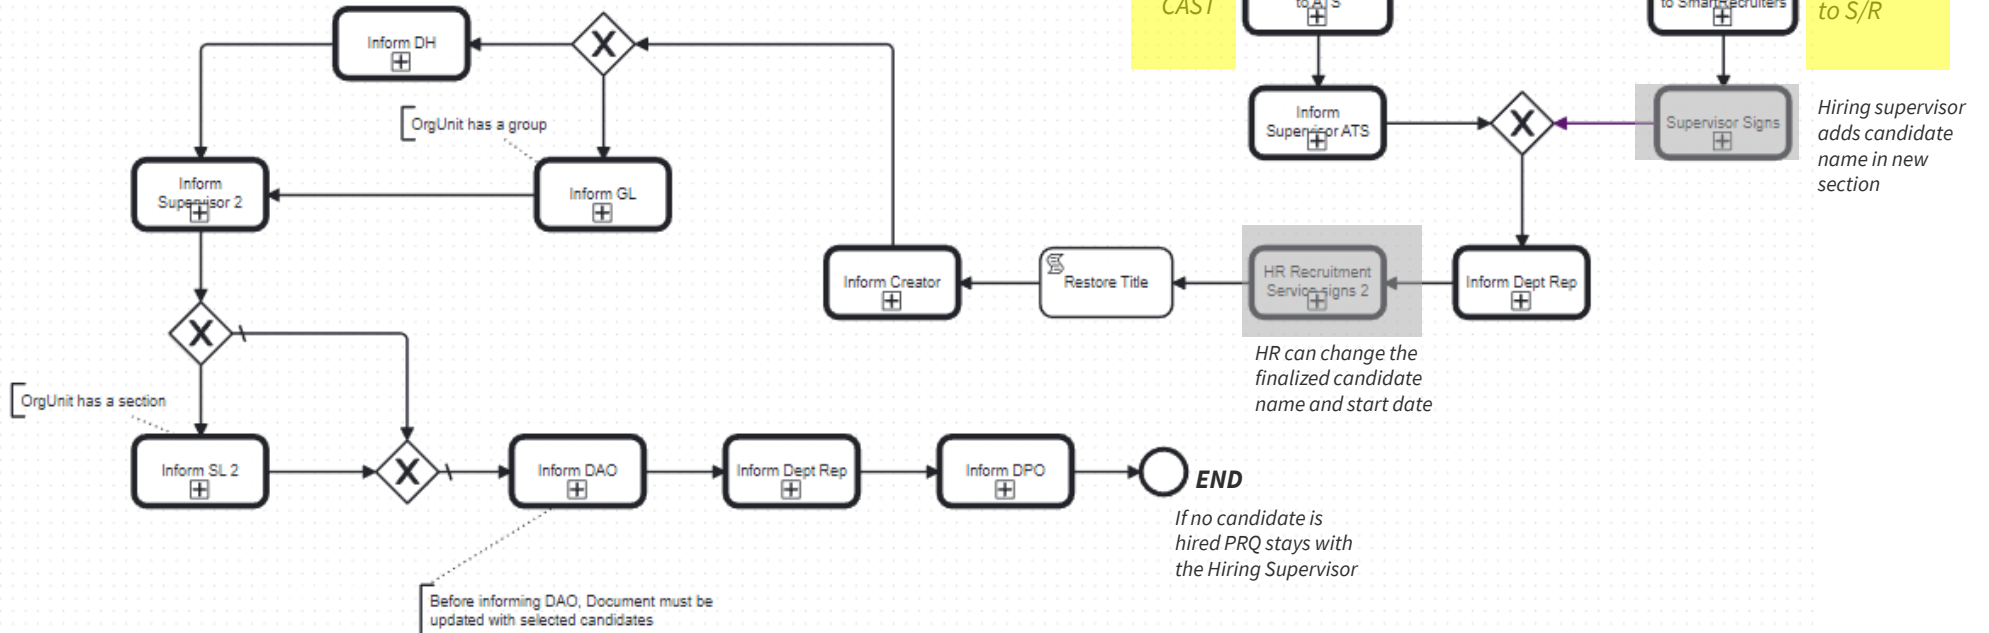 CAST
to ATS
to SmartRecruiters
to S/R
Inform DH
X
OrgUnit has a group
Inform
Supervisor ATS
X
Supervisor Signs
Hiring supervisor
adds candidate
name in new
section
Inform
Supervisor 2
Inform GL
Inform Creator
Restore Title
HR Recruitment
Service signs 2
Inform Dept Rep
HR can change the
finalized candidate
name and start date
X
OrgUnit has a section
Inform SL 2
X
Inform DAO
Inform Dept Rep
Inform DPO
END
If no candidate is
hired PRQ stays with
the Hiring Supervisor
Before informing DAO, Document must be
updated with selected candidates